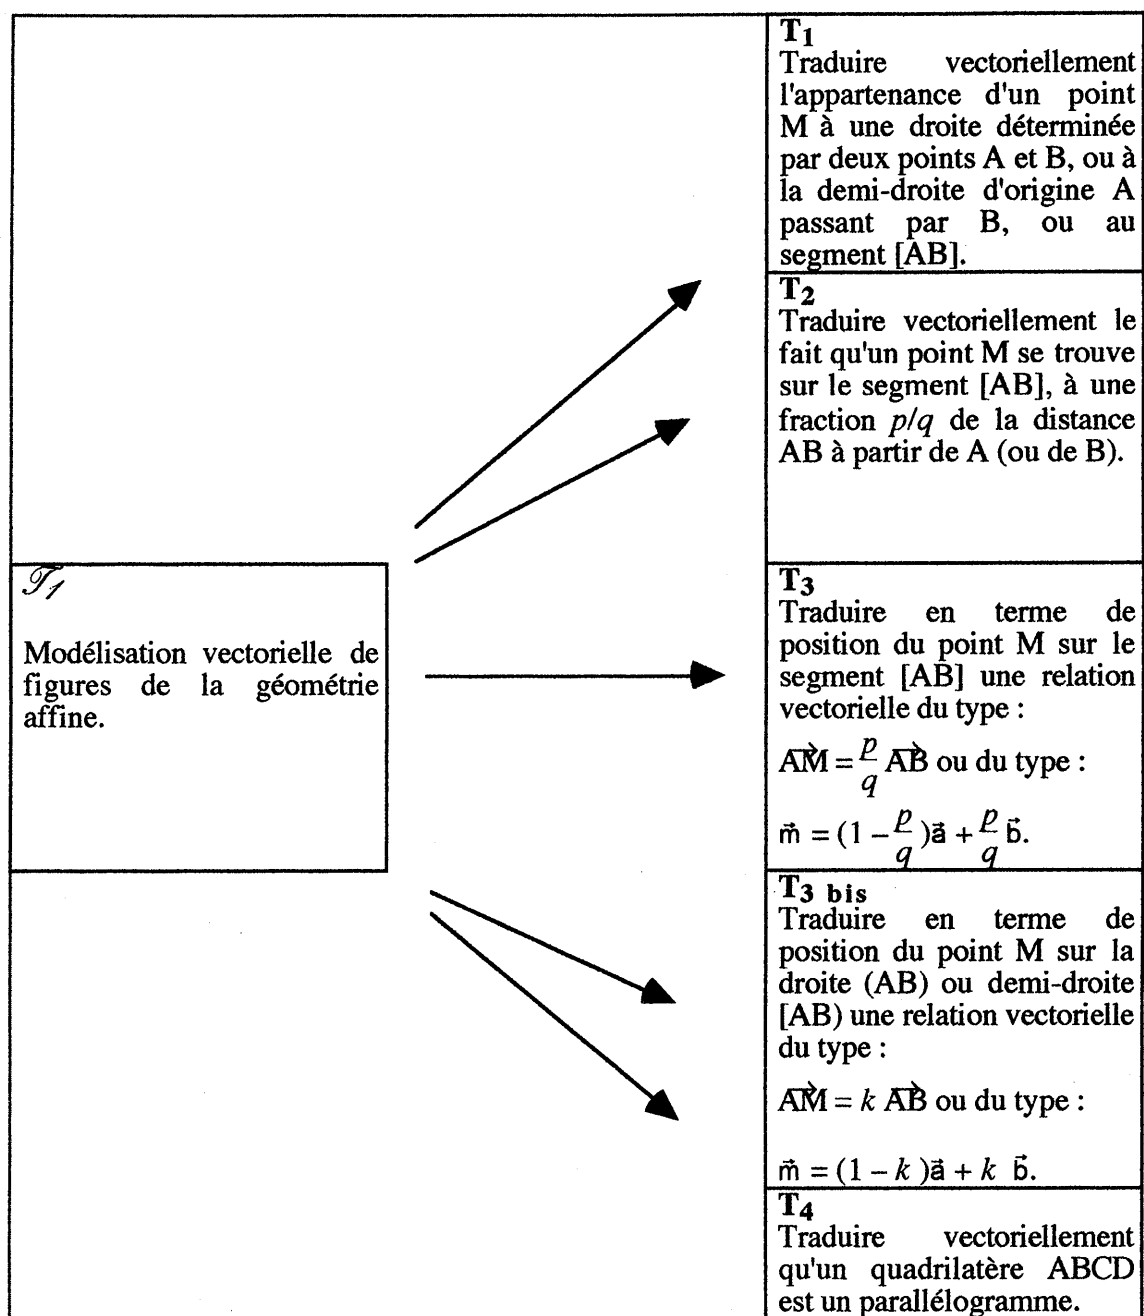 𝒯1
Modélisation vectorielle de
figures de la géométrie
affine.
T1
Traduire vectoriellement
l'appartenance d'un point
M à une droite déterminée
par deux points A et B, ou à
la demi-droite d'origine A
passant par B, ou au
segment [AB].
T2
Traduire vectoriellement le
fait qu'un point M se trouve
sur le segment [AB], à une
fraction p/q de la distance
AB à partir de A (ou de B).
T3
Traduire en terme de
position du point M sur le
segment [AB] une relation
vectorielle du type :
A⃗M = p/q A⃗B ou du type :
m⃗ = (1 – p/q)a⃗ + p/q b⃗.
T3 bis
Traduire en terme de
position du point M sur la
droite (AB) ou demi-droite
[AB) une relation vectorielle
du type :
A⃗M = k A⃗B ou du type :
m⃗ = (1 – k )a⃗ + k b⃗.
T4
Traduire vectoriellement
qu'un quadrilatère ABCD
est un parallélogramme.